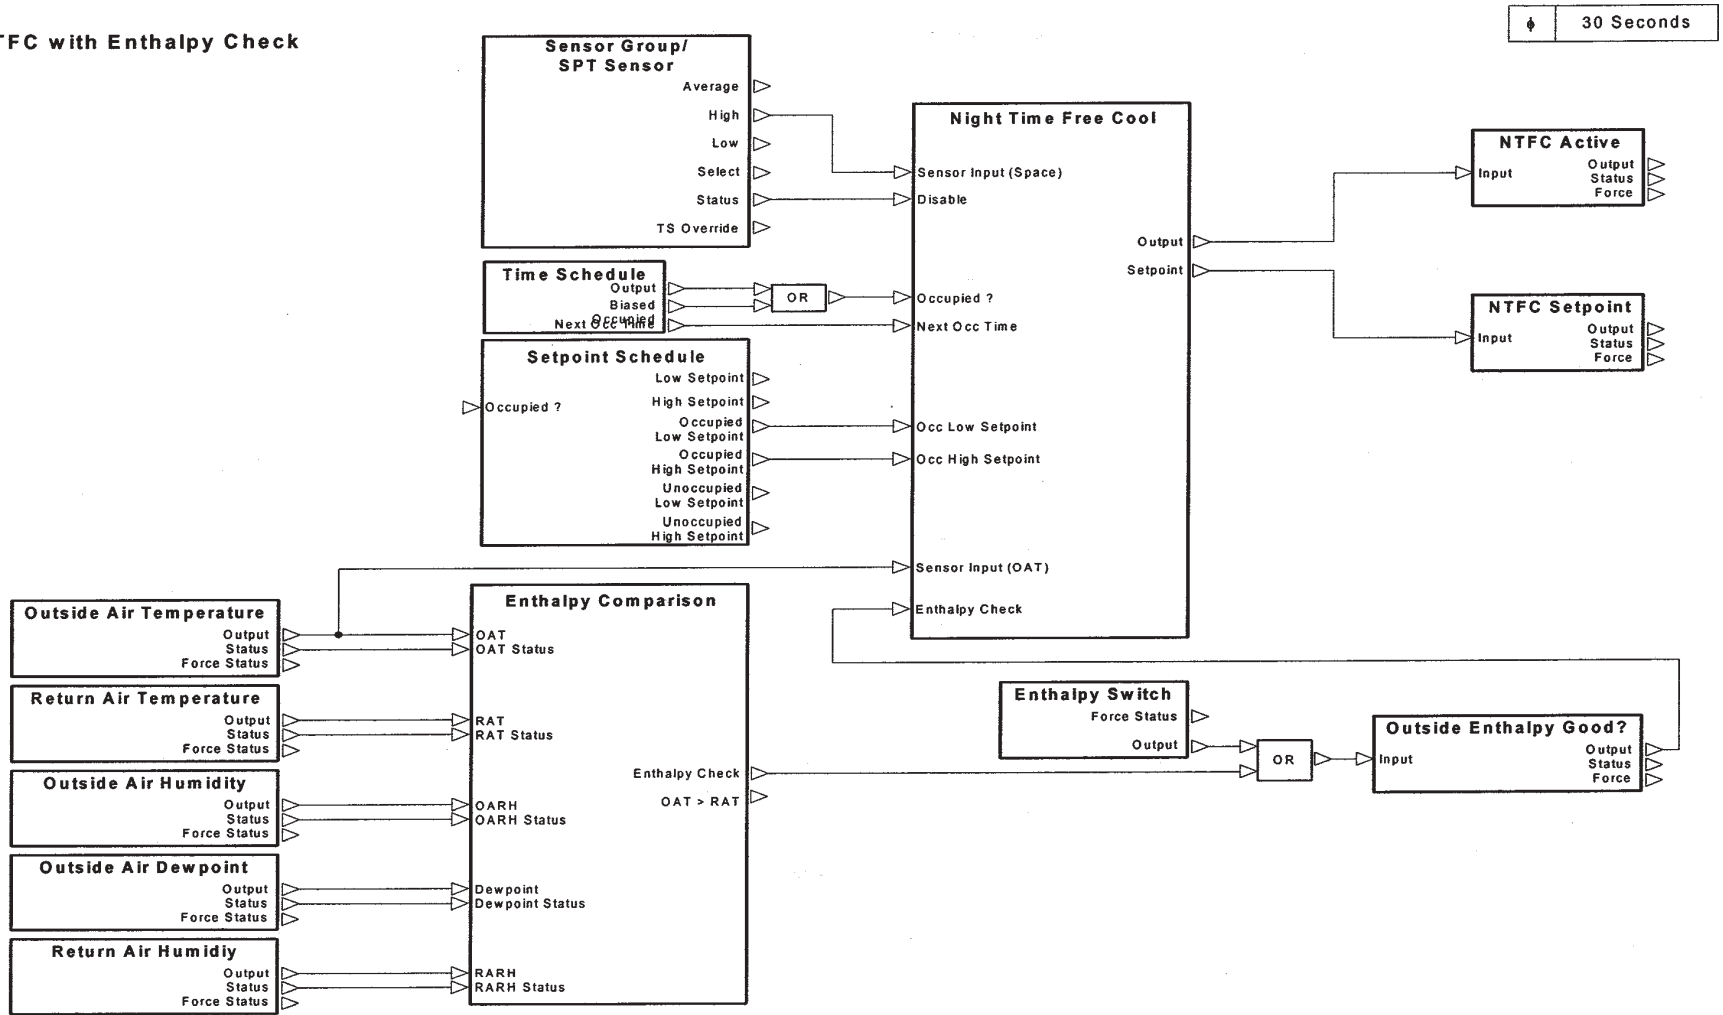 TFC with Enthalpy Check
ɸ 30 Seconds
Sensor Group/
SPT Sensor
Average
High
Low
Select
Status
TS Override
Time Schedule
Output
Biased
Occupied
Next Occ Time
OR
Setpoint Schedule
Occupied ?
Low Setpoint
High Setpoint
Occupied
Low Setpoint
Occupied
High Setpoint
Unoccupied
Low Setpoint
Unoccupied
High Setpoint
Night Time Free Cool
Sensor Input (Space)
Disable
Occupied ?
Next Occ Time
Occ Low Setpoint
Occ High Setpoint
Sensor Input (OAT)
Enthalpy Check
Output
Setpoint
NTFC Active
Input
Output
Status
Force
NTFC Setpoint
Input
Output
Status
Force
Outside Air Temperature
Output
Status
Force Status
Return Air Temperature
Output
Status
Force Status
Outside Air Humidity
Output
Status
Force Status
Outside Air Dewpoint
Output
Status
Force Status
Return Air Humidiy
Output
Status
Force Status
Enthalpy Comparison
OAT
OAT Status
RAT
RAT Status
OARH
OARH Status
Dewpoint
Dewpoint Status
RARH
RARH Status
Enthalpy Check
OAT > RAT
Enthalpy Switch
Force Status
Output
OR
Outside Enthalpy Good?
Input
Output
Status
Force